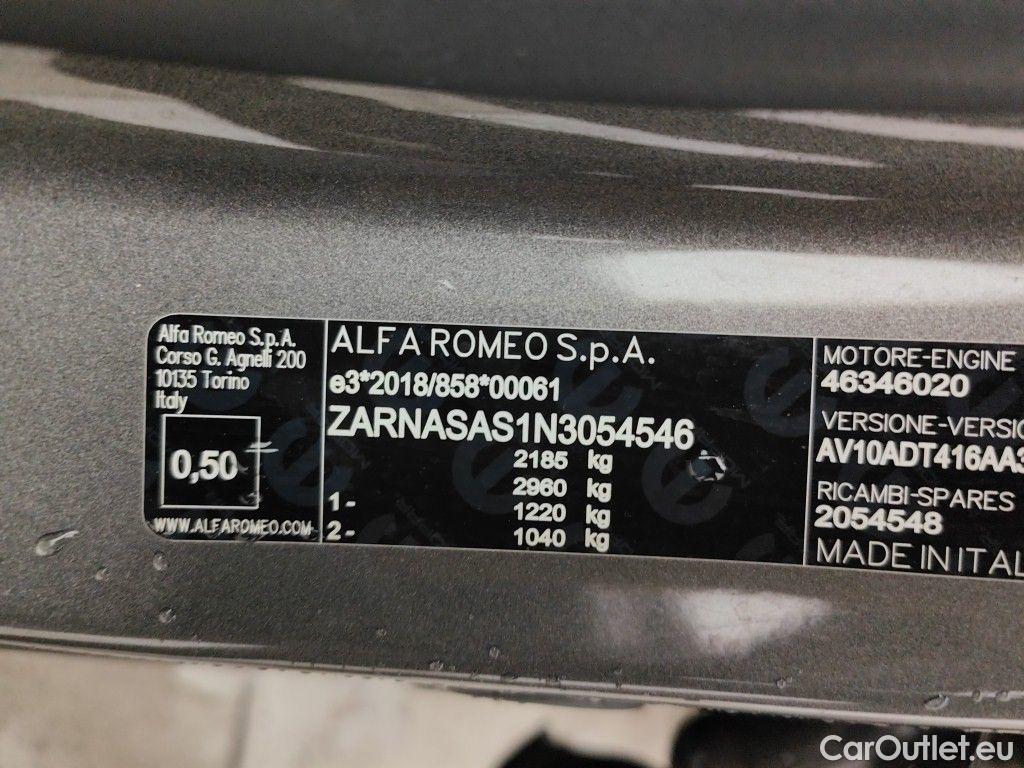 Alfa Romeo S.p.A.
Corso G. Agnelli 200
10135 Torino
Italy
0,50
WWW.ALFAROMEO.COM
ALFA ROMEO S.p.A.
e3*2018/858*00061
ZARNASAS1N3054546
2185 kg
2960 kg
1- 1220 kg
2- 1040 kg
MOTORE-ENGINE
46346020
VERSIONE-VERSIO
AV10ADT416AA3
RICAMBI-SPARES
2054548
MADE IN ITAL
CarOutlet.eu